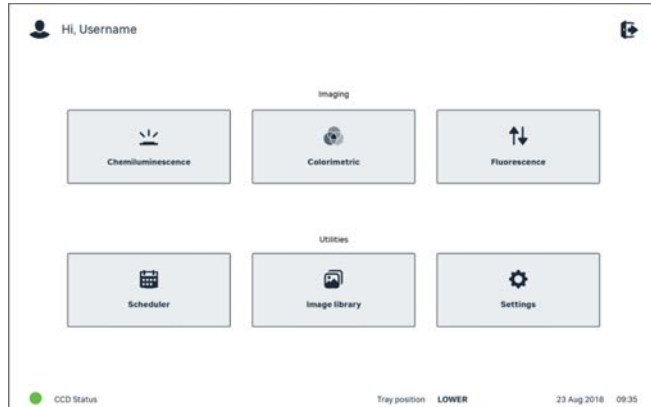 Hi, Username
Imaging
Chemiluminescence Colorimetric Fluorescence
Utilities
Scheduler Image library Settings
CCD Status Tray position LOWER 23 Aug 2018 09:35